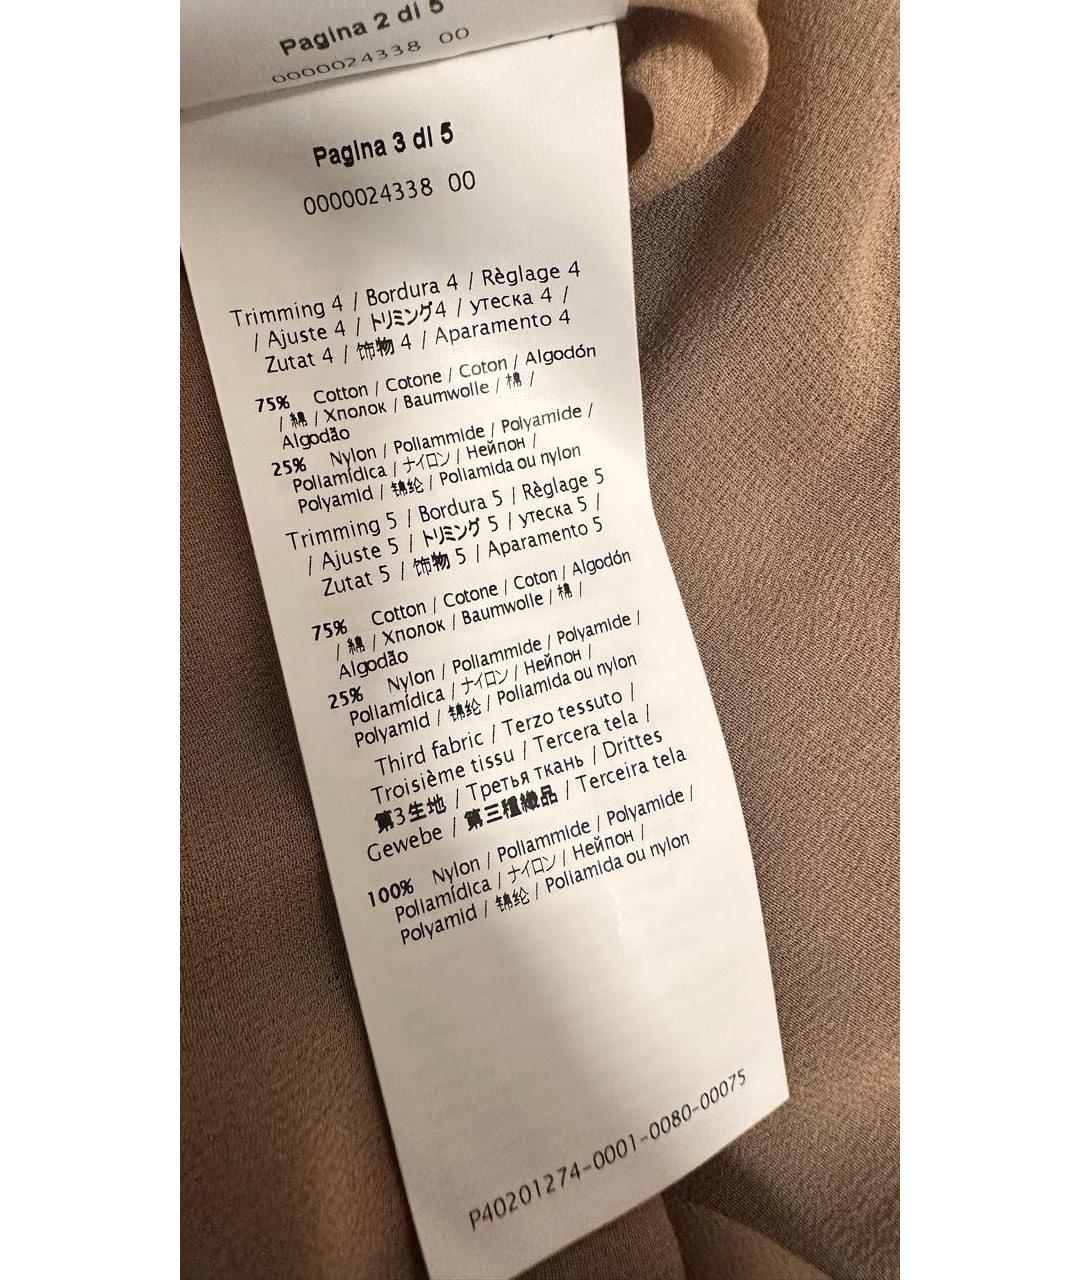 Pagina 2 di 5
0000024338 00
Pagina 3 di 5
0000024338 00
Trimming 4 / Bordura 4 / Règlage 4
/ Ajuste 4 / トリミング4 / утеска 4 /
Zutat 4 / 饰物 4 / Aparamento 4
75% Cotton / Cotone / Coton / Algodón
/ 綿 / Хлопок / Baumwolle / 棉 /
Algodão
25% Nylon / Poliammide / Polyamide /
Poliamídica / ナイロン / Нейлон /
Polyamid / 锦纶 / Poliamida ou nylon
Trimming 5 / Bordura 5 / Règlage 5
/ Ajuste 5 / トリミング 5 / утеска 5 /
Zutat 5 / 饰物 5 / Aparamento 5
75% Cotton / Cotone / Coton / Algodón
/ 綿 / Хлопок / Baumwolle / 棉 /
Algodão
25% Nylon / Poliammide / Polyamide /
Poliamídica / ナイロン / Нейлон /
Polyamid / 锦纶 / Poliamida ou nylon
Third fabric / Terzo tessuto /
Troisième tissu / Tercera tela /
第3生地 / Третья ткань / Drittes
Gewebe / 第三種織品 / Terceira tela
100% Nylon / Poliammide / Polyamide /
Poliamídica / ナイロン / Нейлон /
Polyamid / 锦纶 / Poliamida ou nylon
P40201274-0001-0080-00075